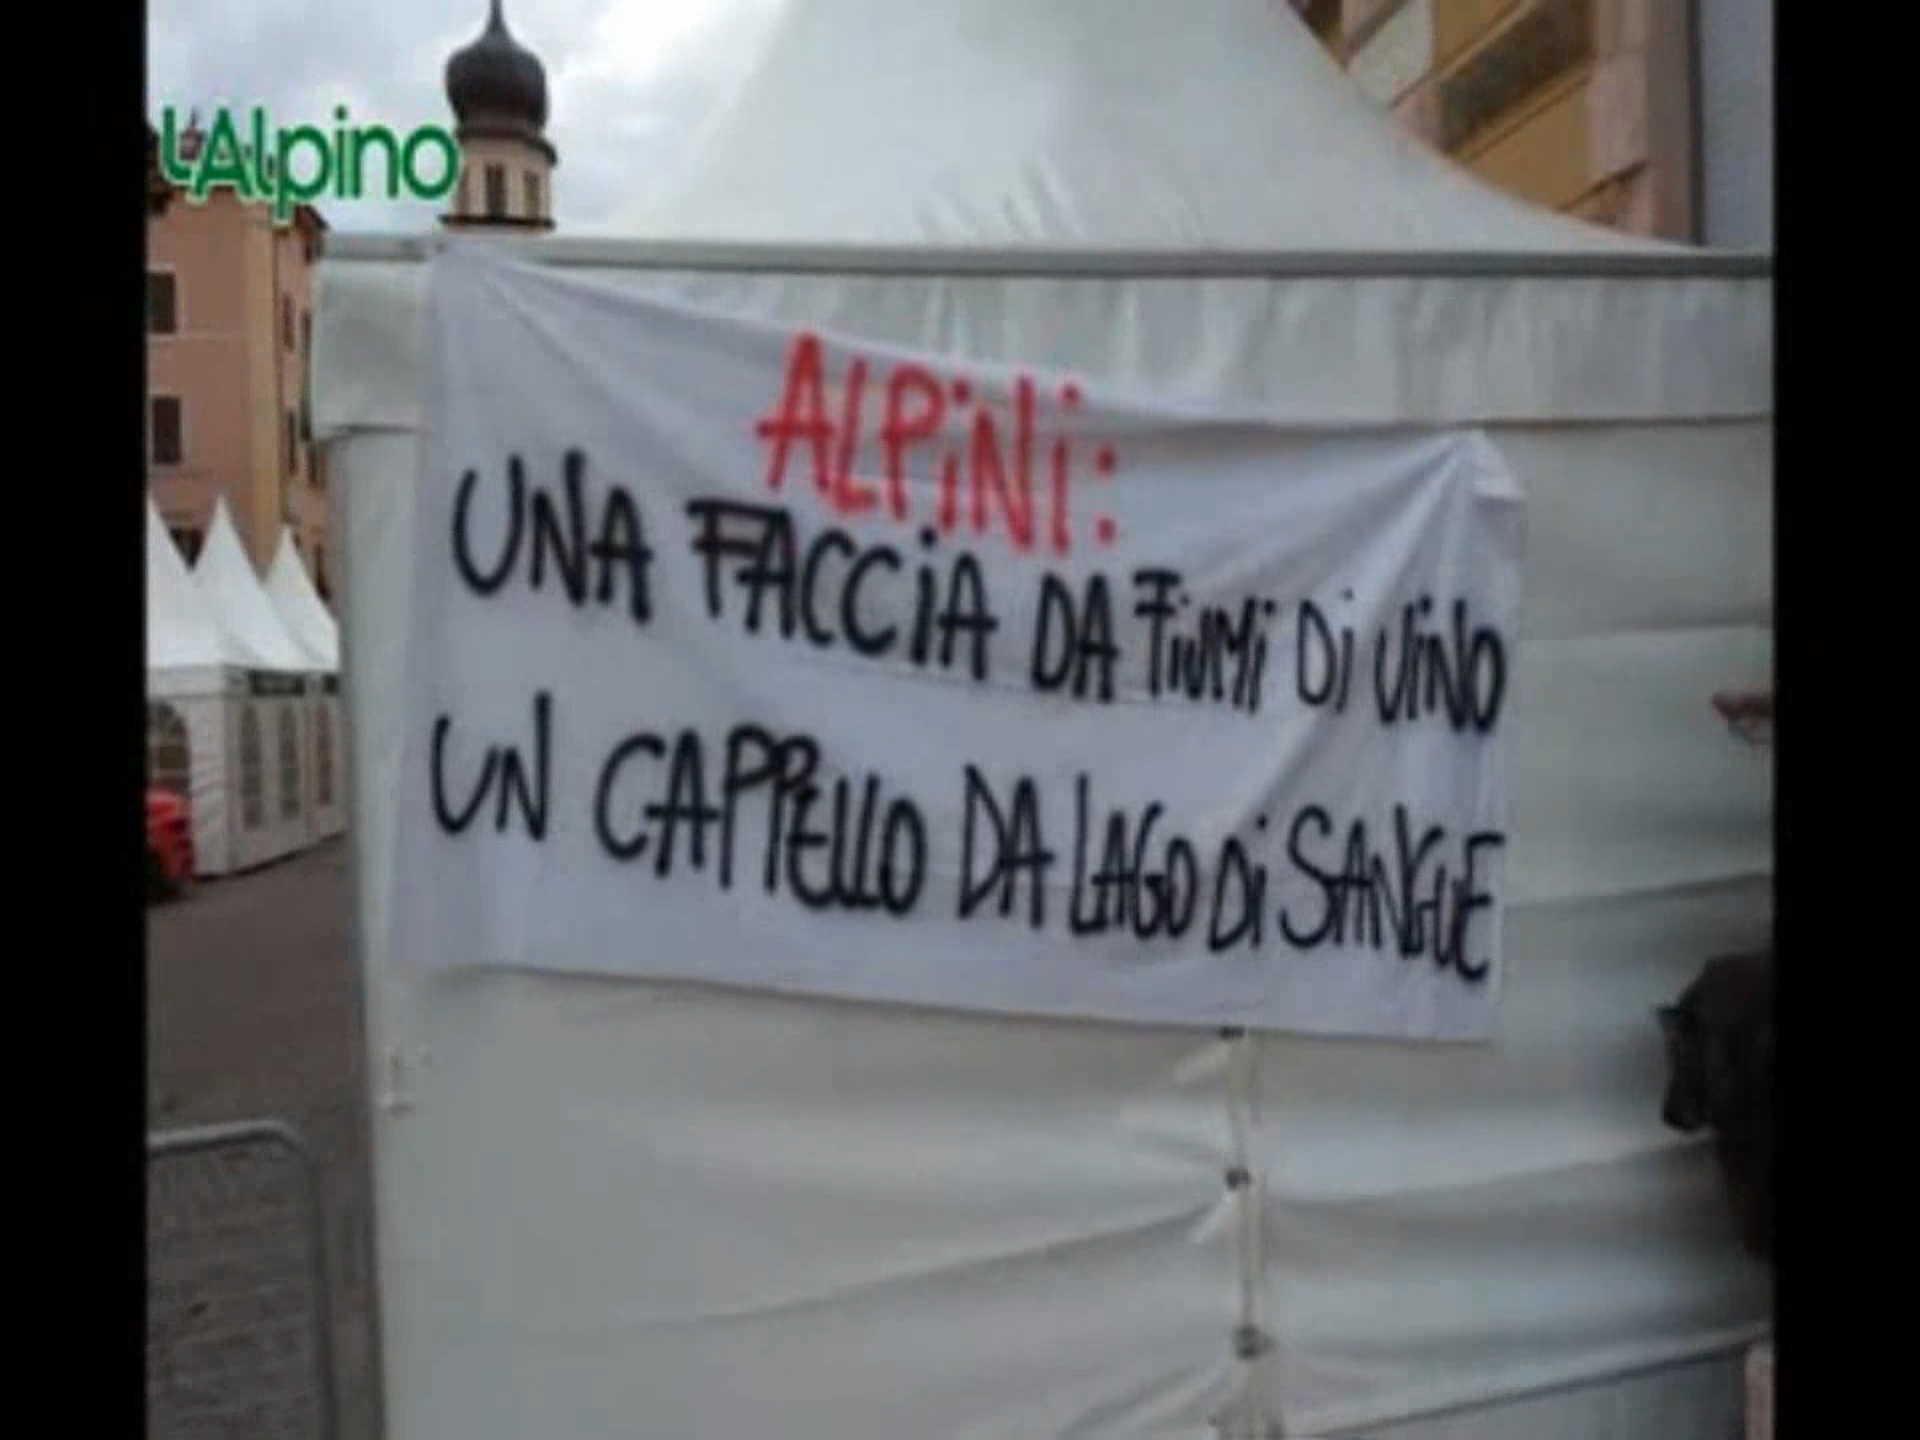 L'Alpino
ALPiNi:
UNA FACCiA DA FiUMi Di ViNO
UN CAPPELLO DA LAGO Di SANGUE